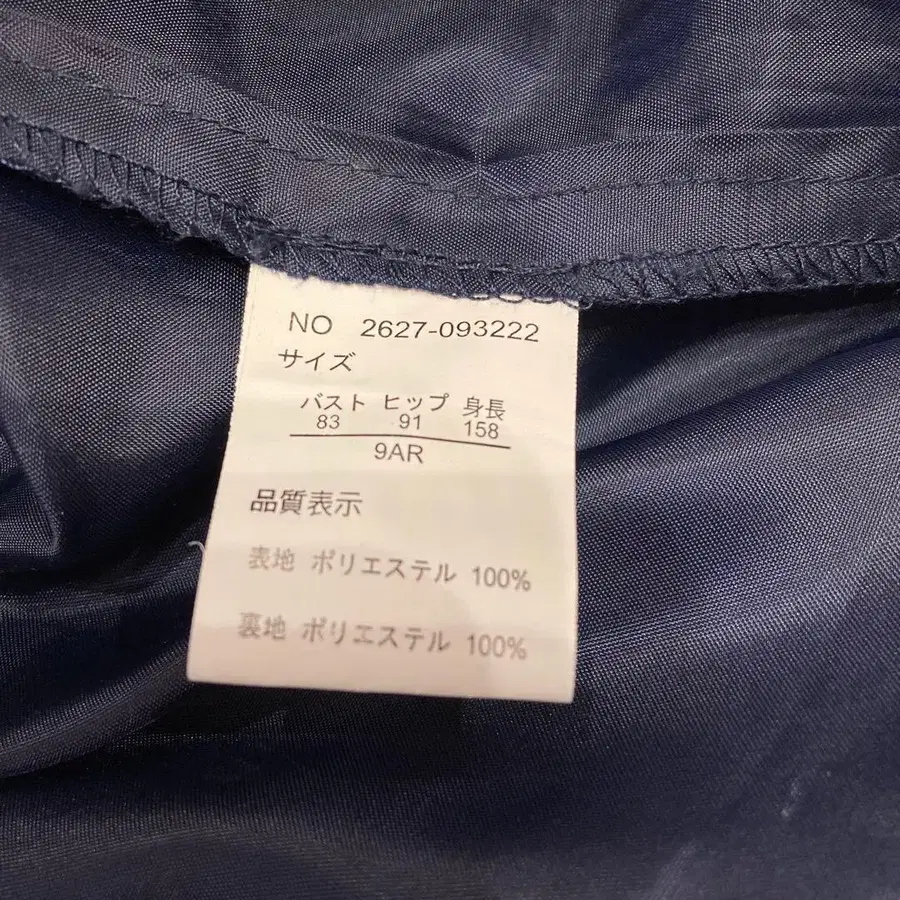 NO 2627-093222
サイズ
バスト ヒップ 身長
83 91 158
9AR
品質表示
表地 ポリエステル 100%
裏地 ポリエステル 100%